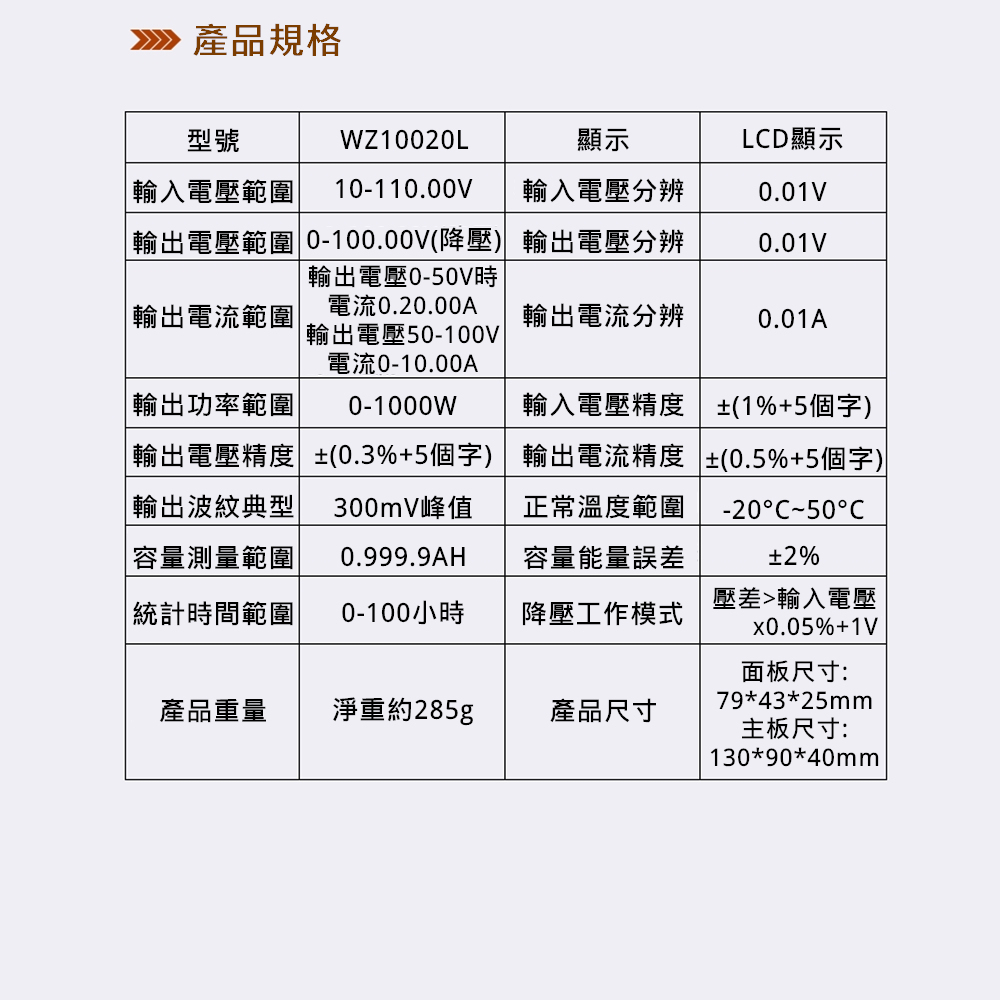 產品規格
型號 WZ10020L 顯示 LCD顯示
輸入電壓範圍 10-110.00V 輸入電壓分辨 0.01V
輸出電壓範圍 0-100.00V(降壓) 輸出電壓分辨 0.01V
輸出電流範圍
輸出電壓0-50V時
電流0.20.00A
輸出電壓50-100V
電流0-10.00A
輸出電流分辨 0.01A
輸出功率範圍 0-1000W 輸入電壓精度 ±(1%+5個字)
輸出電壓精度 ±(0.3%+5個字) 輸出電流精度 ±(0.5%+5個字)
輸出波紋典型 300mV峰值 正常溫度範圍 -20°C~50°C
容量測量範圍 0.999.9AH 容量能量誤差 ±2%
統計時間範圍 0-100小時 降壓工作模式
壓差>輸入電壓
x0.05%+1V
產品重量 淨重約285g 產品尺寸
面板尺寸:
79*43*25mm
主板尺寸:
130*90*40mm